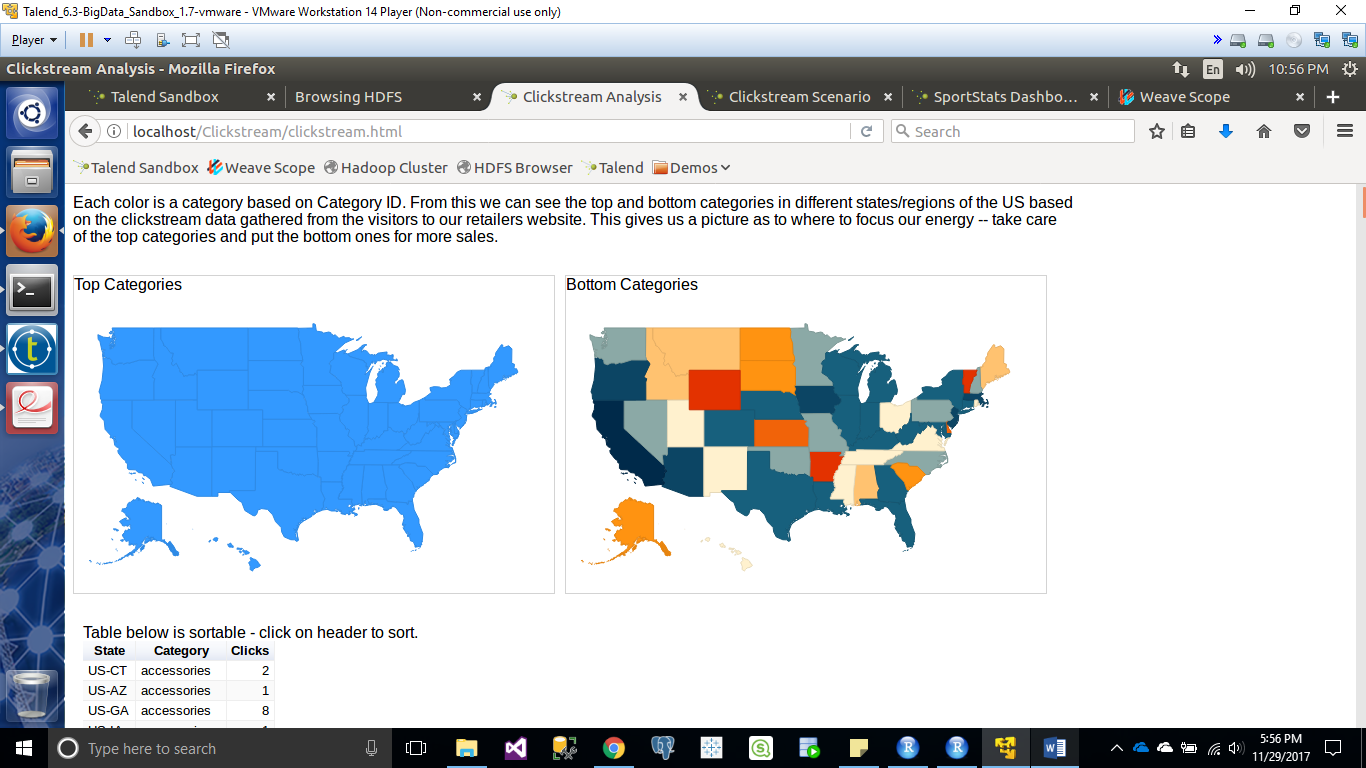 Talend_6.3-BigData_Sandbox_1.7-vmware - VMware Workstation 14 Player (Non-commercial use only)
Player
Clickstream Analysis - Mozilla Firefox
En
10:56 PM
Talend Sandbox
Browsing HDFS
Clickstream Analysis
Clickstream Scenario
SportStats Dashbo...
Weave Scope
localhost/Clickstream/clickstream.html
Search
Talend Sandbox
Weave Scope
Hadoop Cluster
HDFS Browser
Talend
Demos
Each color is a category based on Category ID. From this we can see the top and bottom categories in different states/regions of the US based
on the clickstream data gathered from the visitors to our retailers website. This gives us a picture as to where to focus our energy -- take care
of the top categories and put the bottom ones for more sales.
Top Categories
Bottom Categories
Table below is sortable - click on header to sort.
State Category Clicks
US-CT accessories 2
US-AZ accessories 1
US-GA accessories 8
Type here to search
5:56 PM
11/29/2017